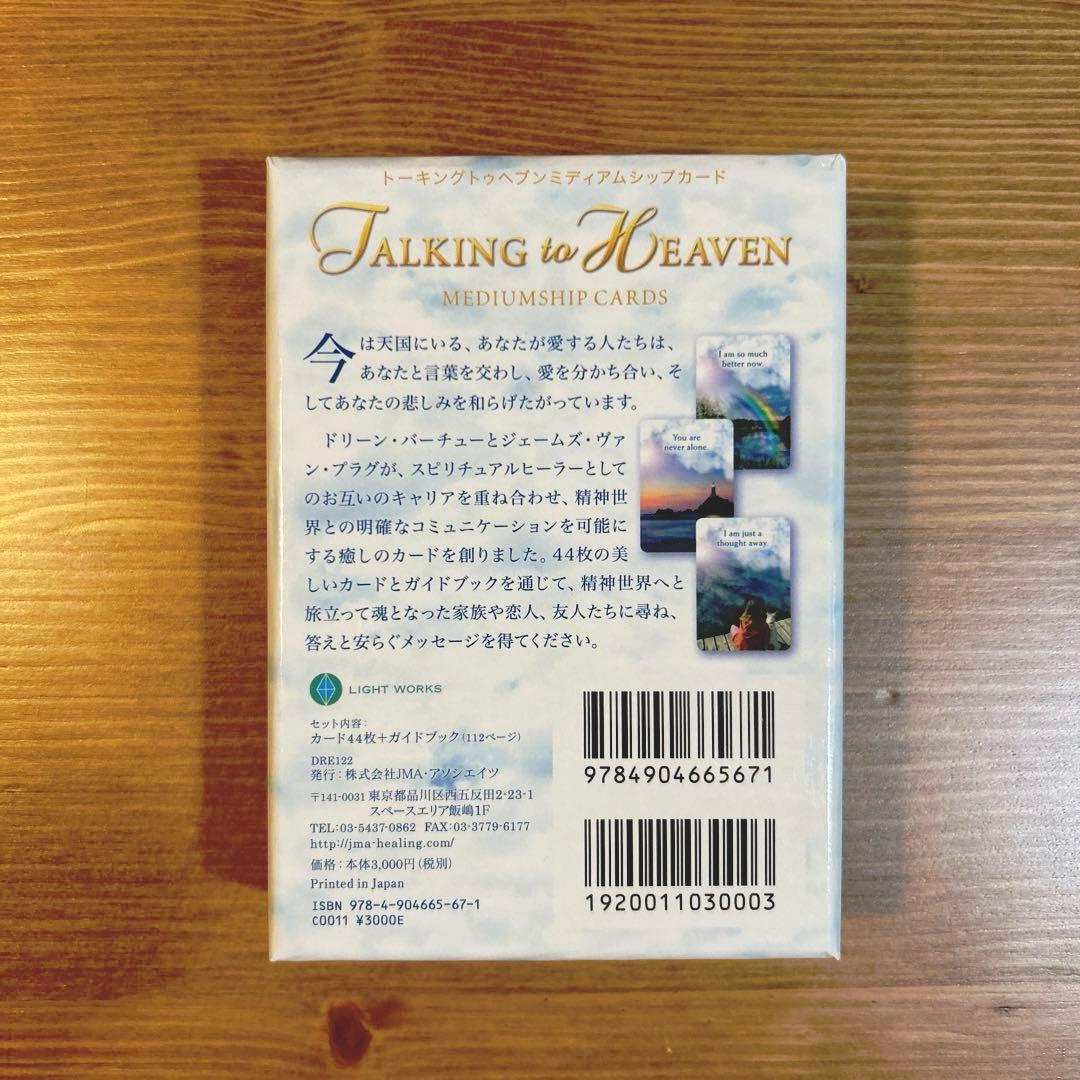 トーキングトゥヘブンミディアムシップカード
TALKING to HEAVEN
MEDIUMSHIP CARDS
今は天国にいる、あなたが愛する人たちは、
あなたと言葉を交わし、愛を分かち合い、そ
してあなたの悲しみを和らげたがっています。
ドリーン・バーチューとジェームズ・ヴァ
ン・プラグが、スピリチュアルヒーラーとして
のお互いのキャリアを重ね合わせ、精神世
界との明確なコミュニケーションを可能に
する癒しのカードを創りました。44枚の美
しいカードとガイドブックを通じて、精神世界へと
旅立って魂となった家族や恋人、友人たちに尋ね、
答えと安らぐメッセージを得てください。
I am so much
better now.
You are
never alone.
I am just a
thought away.
LIGHT WORKS
セット内容：
カード44枚＋ガイドブック（112ページ）
DRE122
発行：株式会社JMA・アソシエイツ
〒141-0031 東京都品川区西五反田2-23-1
スペースエリア飯嶋1F
TEL:03-5437-0862 FAX:03-3779-6177
http://jma-healing.com/
価格：本体3,000円（税別）
Printed in Japan
ISBN 978-4-904665-67-1
C0011 ¥3000E
9784904665671
1920011030003